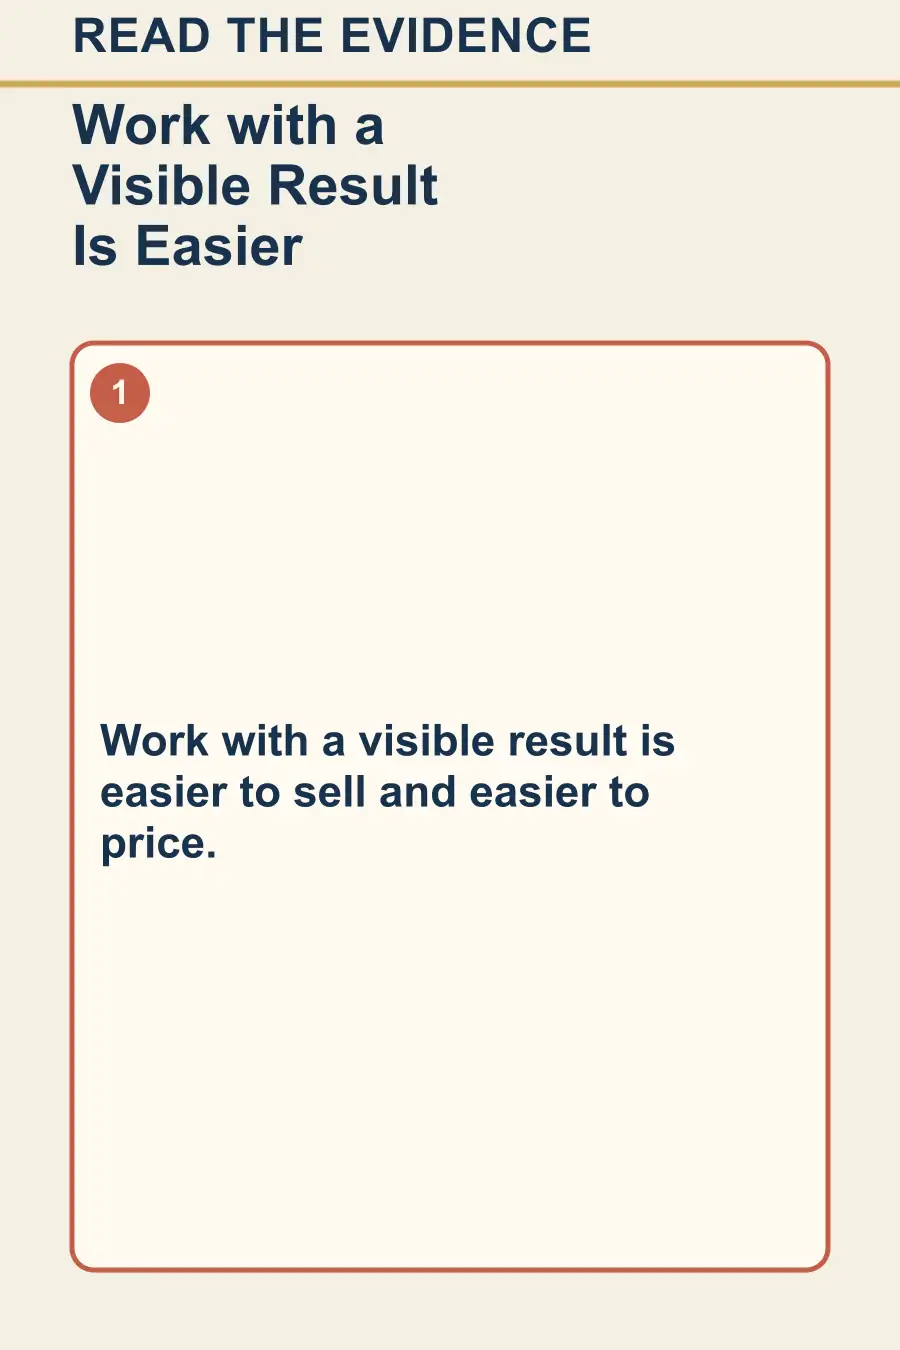 READ THE EVIDENCE
Work with a
Visible Result
Is Easier
1
Work with a visible result is
easier to sell and easier to
price.